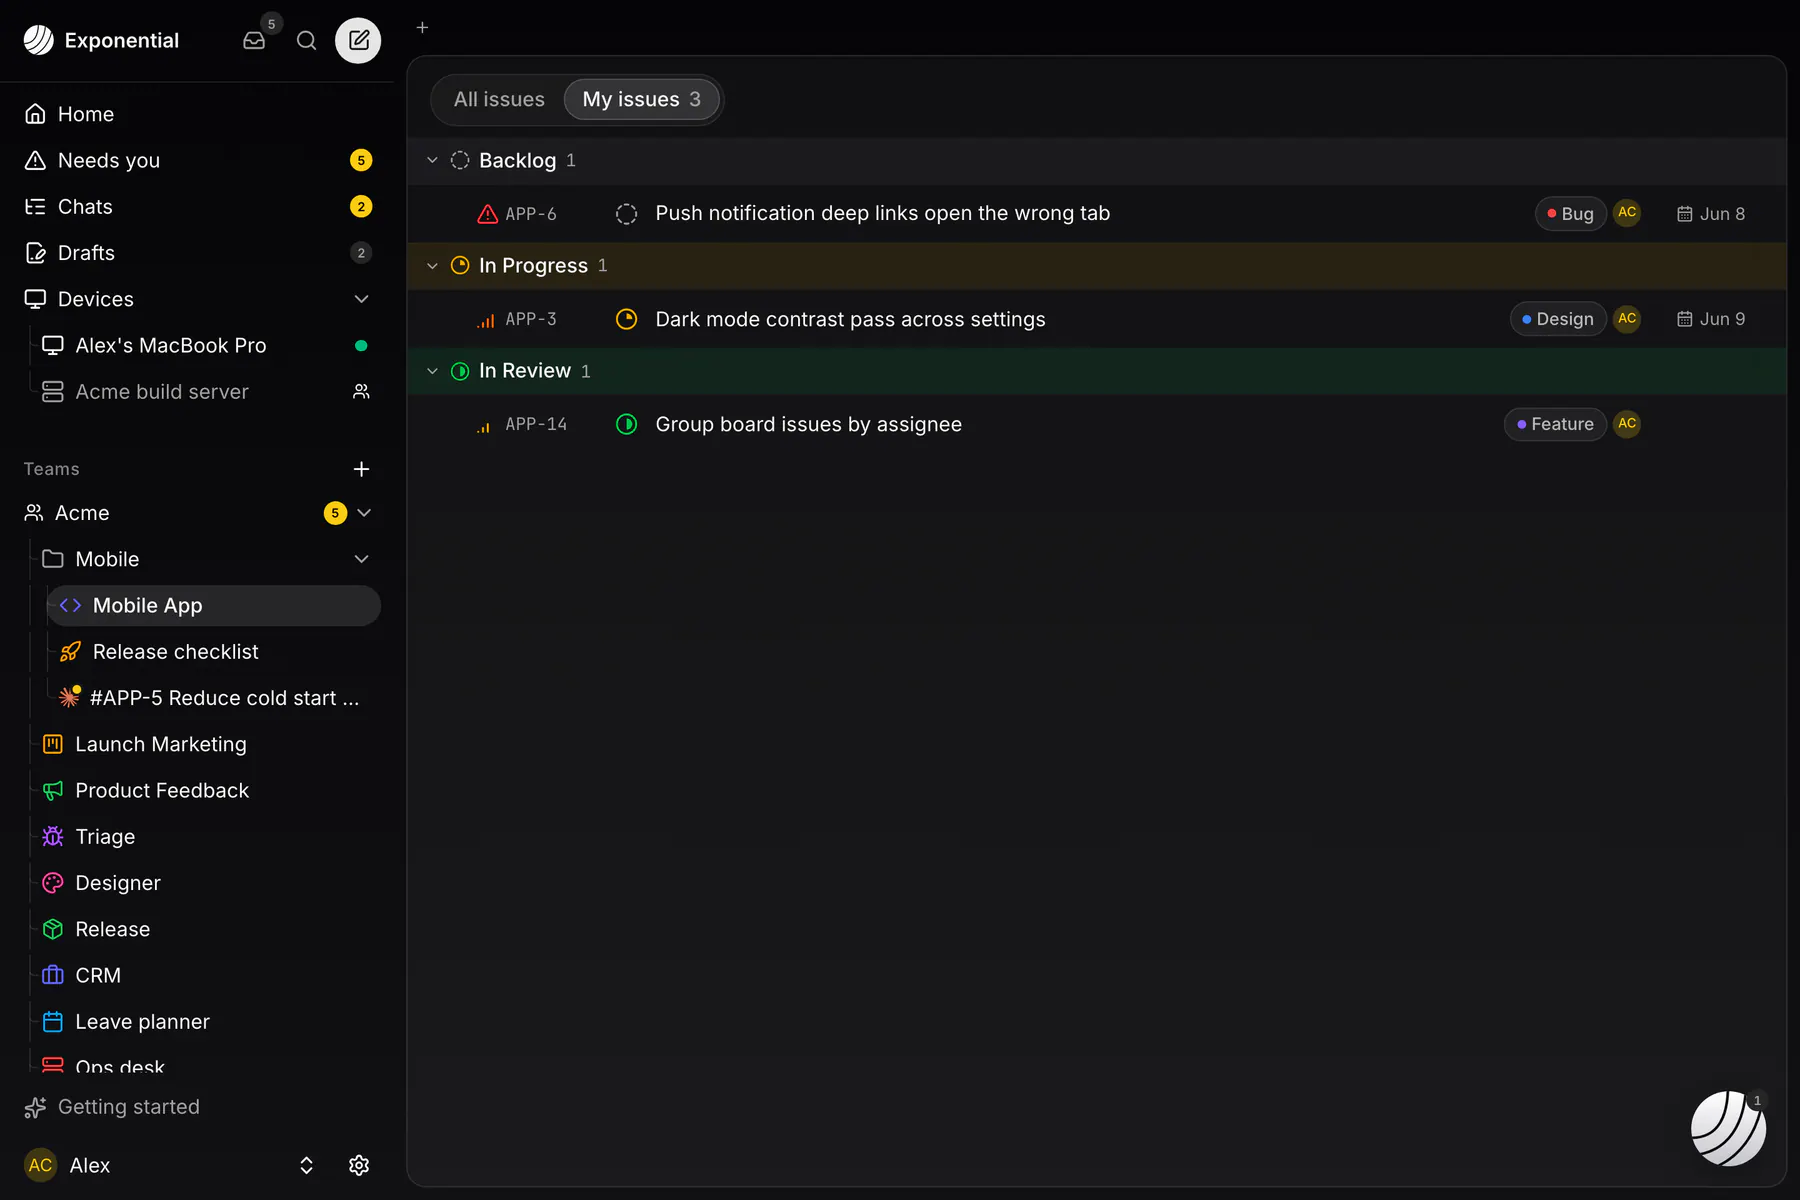 Exponential
5
Home
Needs you 5
Chats 2
Drafts 2
Devices
Alex's MacBook Pro
Acme build server
Teams
Acme 5
Mobile
Mobile App
Release checklist
#APP-5 Reduce cold start ...
Launch Marketing
Product Feedback
Triage
Designer
Release
CRM
Leave planner
Ops desk
Getting started
AC Alex
All issues My issues 3
Backlog 1
APP-6 Push notification deep links open the wrong tab Bug AC Jun 8
In Progress 1
APP-3 Dark mode contrast pass across settings Design AC Jun 9
In Review 1
APP-14 Group board issues by assignee Feature AC
1